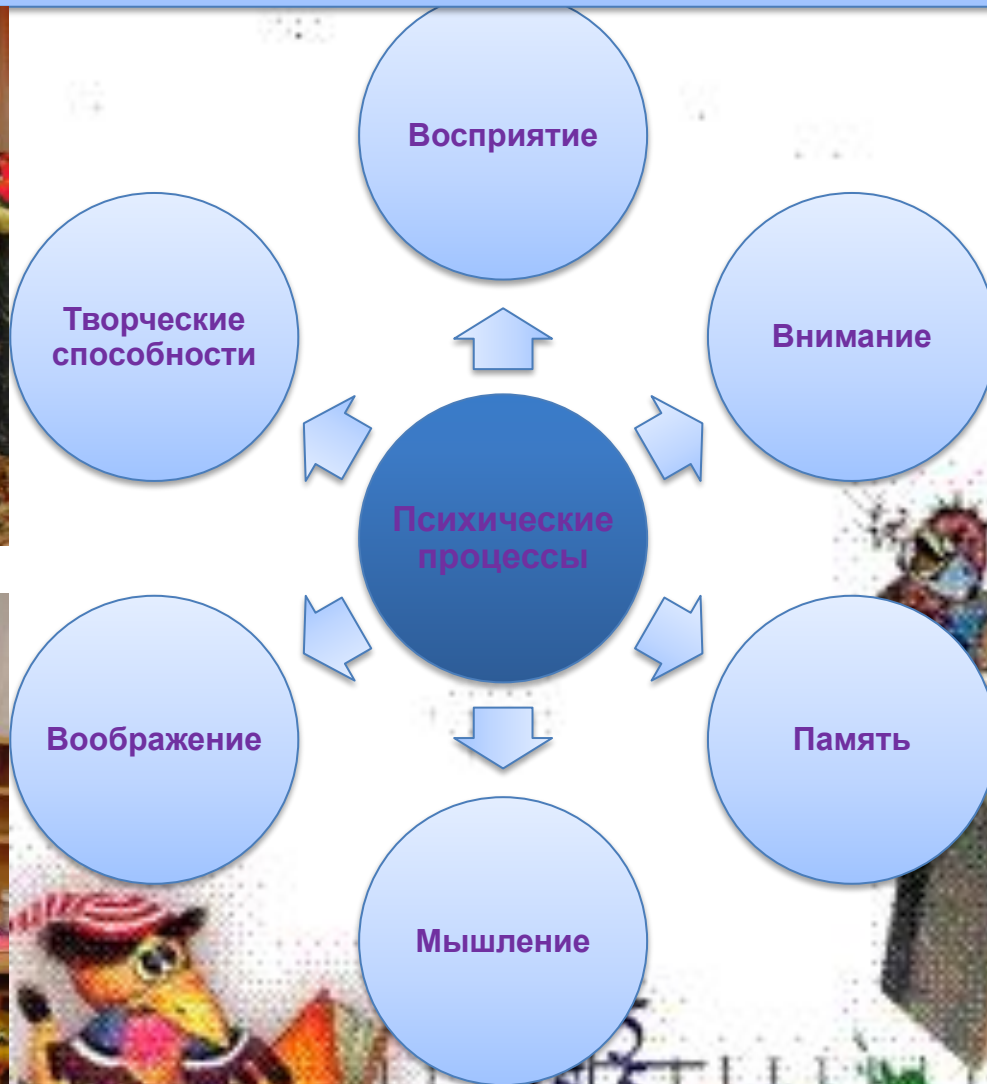 Восприятие
Творческие
способности
Внимание
Психические
процессы
Воображение
Память
Мышление